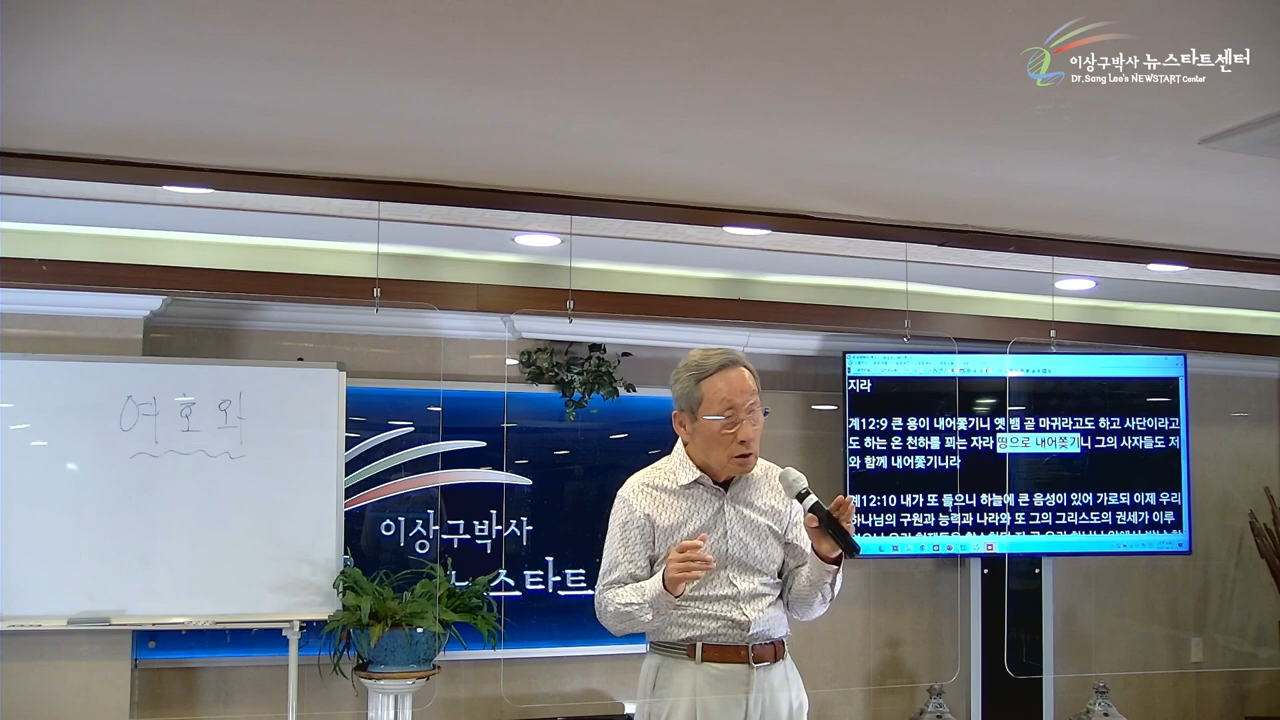 이상구박사 뉴스타트센터
Dr. Sang Lee's NEWSTART Center
여호와
이상구박사
뉴스타트
지라
계12:9 큰 용이 내어쫓기니 옛 뱀 곧 마귀라고도 하고 사단이라고
도 하는 온 천하를 꾀는 자라 땅으로 내어쫓기니 그의 사자들도 저
와 함께 내어쫓기니라
계12:10 내가 또 들으니 하늘에 큰 음성이 있어 가로되 이제 우리
하나님의 구원과 능력과 나라와 또 그의 그리스도의 권세가 이루